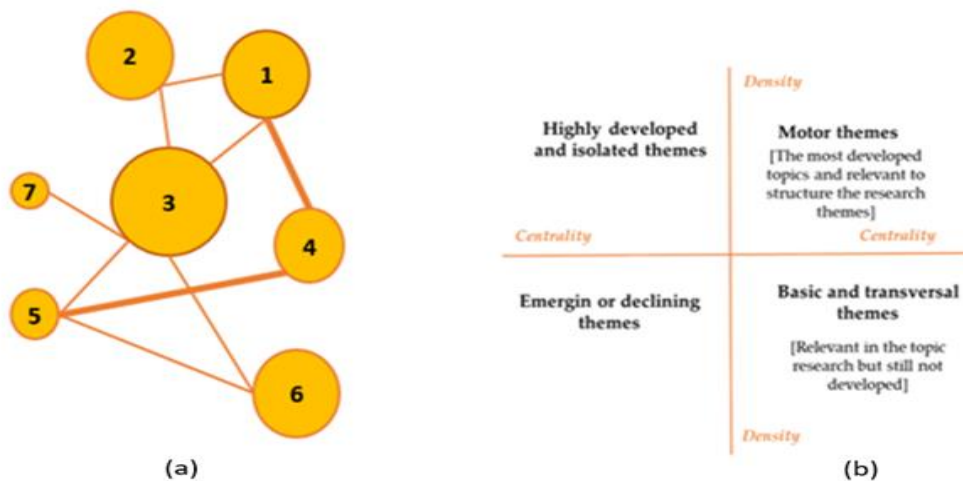 2
1
3
7
4
5
6
(a)
Density
Highly developed
and isolated themes
Motor themes
[The most developed
topics and relevant to
structure the research
themes]
Centrality
Centrality
Emergin or declining
themes
Basic and transversal
themes
[Relevant in the topic
research but still not
developed]
Density
(b)